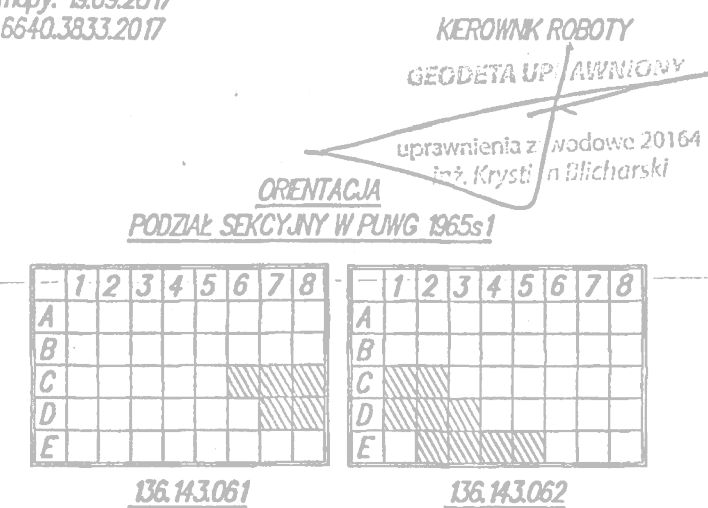 mapy: 19.09.2017
6640.3833.2017
KIEROWNIK ROBOTY
GEODETA UPRAWNIONY
uprawnienia zawodowe 20164
inż. Krystian Blicharski
ORIENTACJA
PODZIAŁ SEKCYJNY W PUWG 1965s1
— 1 2 3 4 5 6 7 8
A
B
C
D
E
136.143.061
— 1 2 3 4 5 6 7 8
A
B
C
D
E
136.143.062